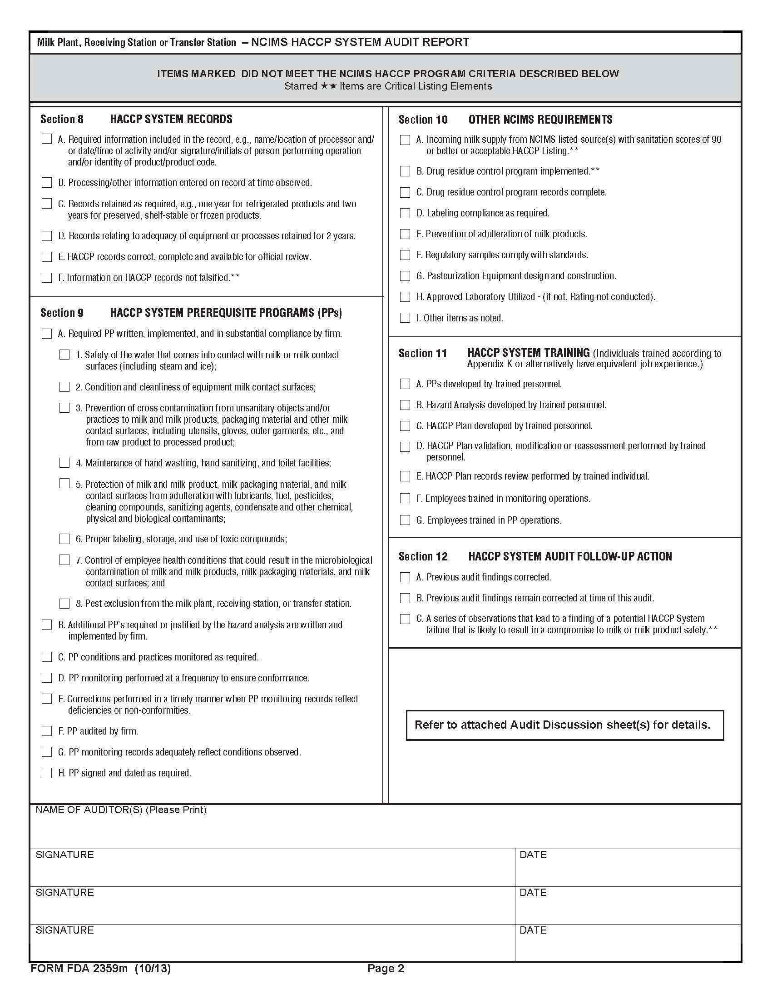 Milk Plant, Receiving Station or Transfer Station – NCIMS HACCP SYSTEM AUDIT REPORT
ITEMS MARKED DID NOT MEET THE NCIMS HACCP PROGRAM CRITERIA DESCRIBED BELOW
Starred ★★ Items are Critical Listing Elements
Section 8 HACCP SYSTEM RECORDS
A. Required information included in the record, e.g., name/location of processor and/
or date/time of activity and/or signature/initials of person performing operation
and/or identity of product/product code.
B. Processing/other information entered on record at time observed.
C. Records retained as required, e.g., one year for refrigerated products and two
years for preserved, shelf-stable or frozen products.
D. Records relating to adequacy of equipment or processes retained for 2 years.
E. HACCP records correct, complete and available for official review.
F. Information on HACCP records not falsified.**
Section 9 HACCP SYSTEM PREREQUISITE PROGRAMS (PPs)
A. Required PP written, implemented, and in substantial compliance by firm.
1. Safety of the water that comes into contact with milk or milk contact
surfaces (including steam and ice);
2. Condition and cleanliness of equipment milk contact surfaces;
3. Prevention of cross contamination from unsanitary objects and/or
practices to milk and milk products, packaging material and other milk
contact surfaces, including utensils, gloves, outer garments, etc., and
from raw product to processed product;
4. Maintenance of hand washing, hand sanitizing, and toilet facilities;
5. Protection of milk and milk product, milk packaging material, and milk
contact surfaces from adulteration with lubricants, fuel, pesticides,
cleaning compounds, sanitizing agents, condensate and other chemical,
physical and biological contaminants;
6. Proper labeling, storage, and use of toxic compounds;
7. Control of employee health conditions that could result in the microbiological
contamination of milk and milk products, milk packaging materials, and milk
contact surfaces; and
8. Pest exclusion from the milk plant, receiving station, or transfer station.
B. Additional PP's required or justified by the hazard analysis are written and
implemented by firm.
C. PP conditions and practices monitored as required.
D. PP monitoring performed at a frequency to ensure conformance.
E. Corrections performed in a timely manner when PP monitoring records reflect
deficiencies or non-conformities.
F. PP audited by firm.
G. PP monitoring records adequately reflect conditions observed.
H. PP signed and dated as required.
Section 10 OTHER NCIMS REQUIREMENTS
A. Incoming milk supply from NCIMS listed source(s) with sanitation scores of 90
or better or acceptable HACCP Listing.**
B. Drug residue control program implemented.**
C. Drug residue control program records complete.
D. Labeling compliance as required.
E. Prevention of adulteration of milk products.
F. Regulatory samples comply with standards.
G. Pasteurization Equipment design and construction.
H. Approved Laboratory Utilized - (if not, Rating not conducted).
I. Other items as noted.
Section 11 HACCP SYSTEM TRAINING (Individuals trained according to
Appendix K or alternatively have equivalent job experience.)
A. PPs developed by trained personnel.
B. Hazard Analysis developed by trained personnel.
C. HACCP Plan developed by trained personnel.
D. HACCP Plan validation, modification or reassessment performed by trained
personnel.
E. HACCP Plan records review performed by trained individual.
F. Employees trained in monitoring operations.
G. Employees trained in PP operations.
Section 12 HACCP SYSTEM AUDIT FOLLOW-UP ACTION
A. Previous audit findings corrected.
B. Previous audit findings remain corrected at time of this audit.
C. A series of observations that lead to a finding of a potential HACCP System
failure that is likely to result in a compromise to milk or milk product safety.**
Refer to attached Audit Discussion sheet(s) for details.
NAME OF AUDITOR(S) (Please Print)
SIGNATURE DATE
SIGNATURE DATE
SIGNATURE DATE
FORM FDA 2359m (10/13) Page 2